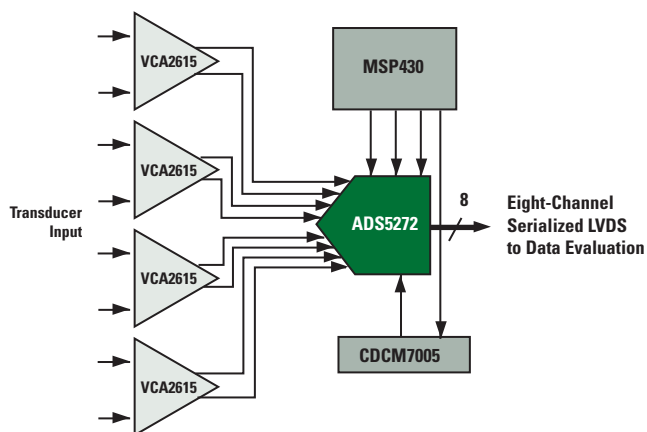 VCA2615
VCA2615
VCA2615
VCA2615
Transducer
Input
MSP430
ADS5272
CDCM7005
8
Eight-Channel
Serialized LVDS
to Data Evaluation